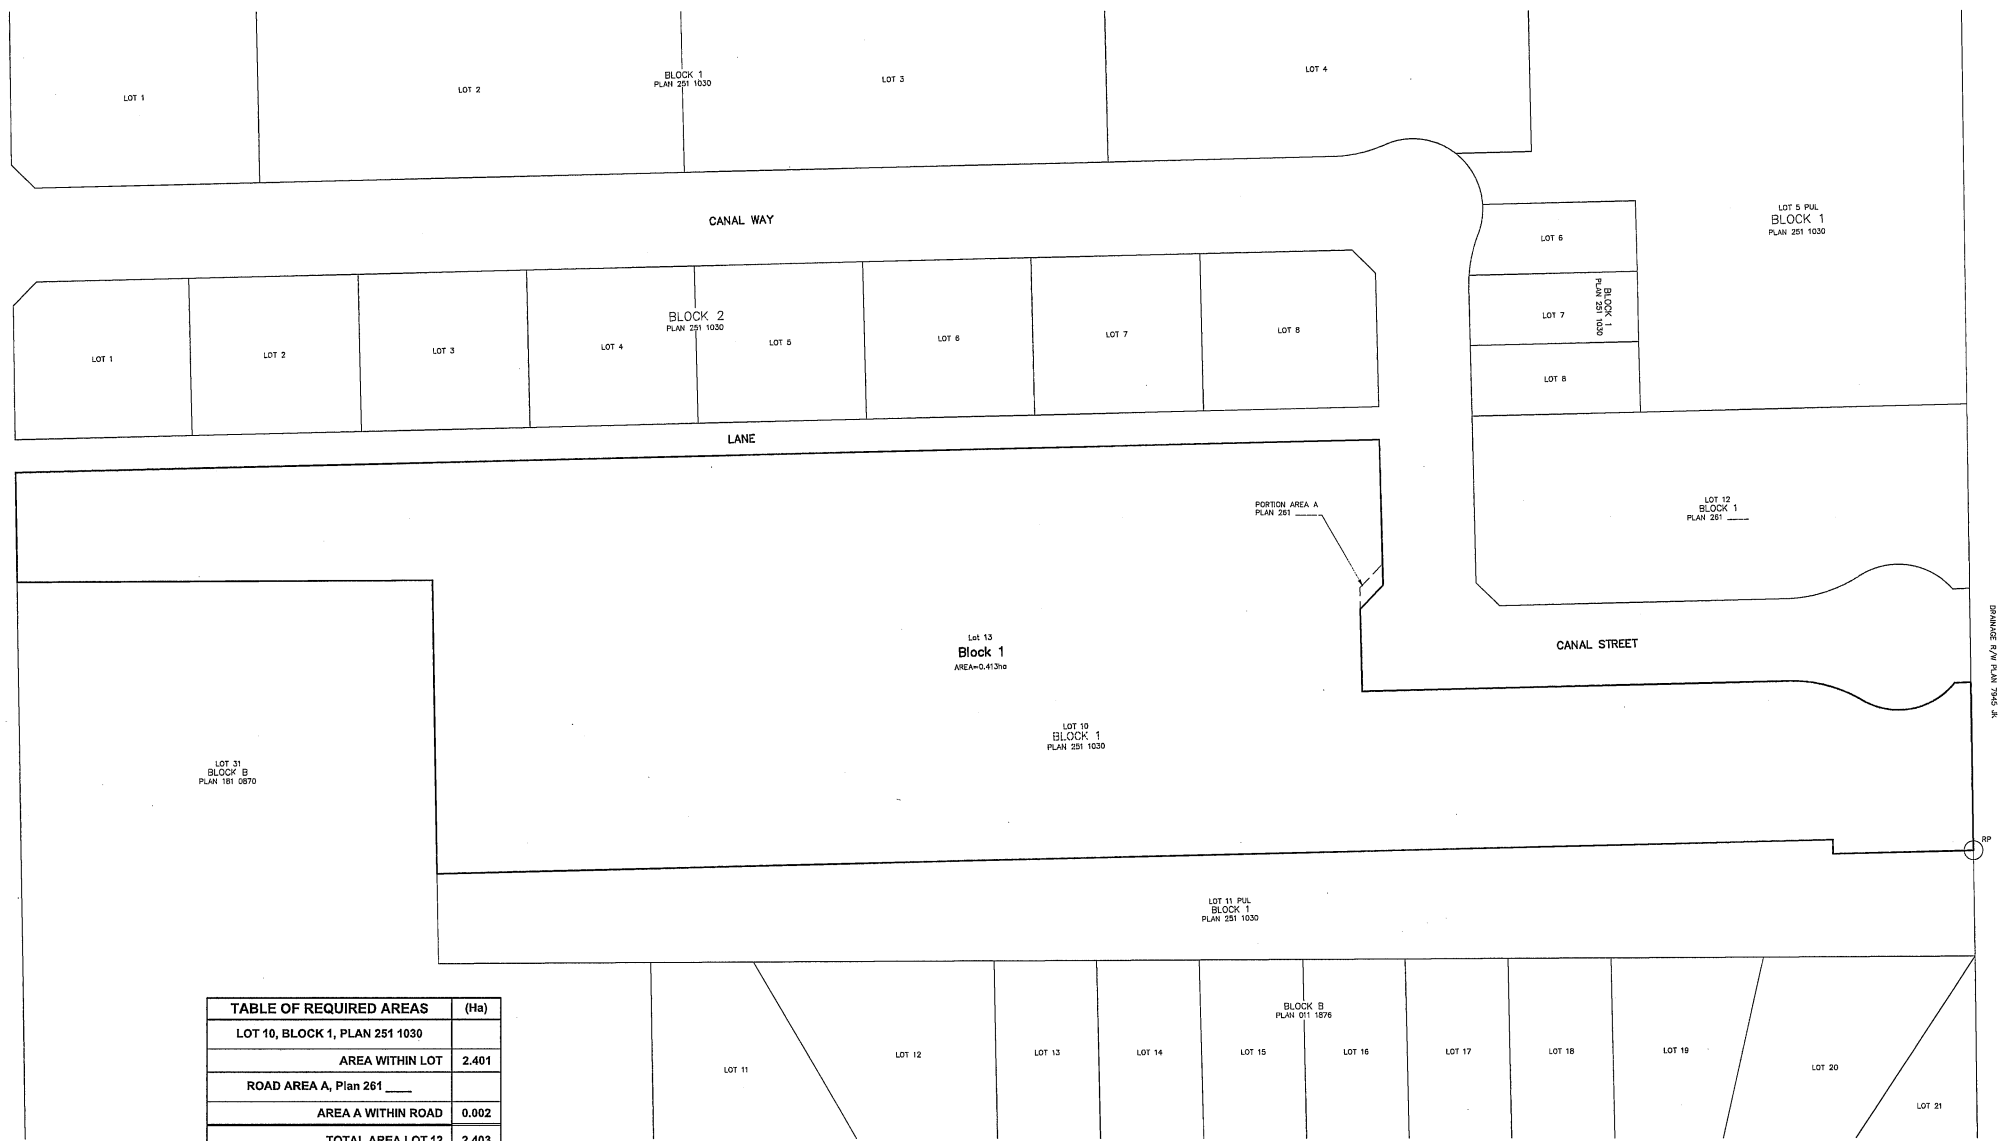 LOT 1
LOT 2
BLOCK 1
PLAN 251 1030
LOT 3
LOT 4
CANAL WAY
LOT 5 PUL
BLOCK 1
PLAN 251 1030
LOT 6
LOT 7
BLOCK 1
PLAN 251 1030
LOT 8
LOT 1
LOT 2
LOT 3
LOT 4
BLOCK 2
PLAN 251 1030
LOT 5
LOT 6
LOT 7
LOT 8
LANE
PORTION AREA A
PLAN 261 ____
LOT 12
BLOCK 1
PLAN 261 ____
CANAL STREET
DRAINAGE R/W PLAN 7945 JK
Lot 13
Block 1
AREA=0.413ha
LOT 10
BLOCK 1
PLAN 251 1030
LOT 31
BLOCK B
PLAN 181 0870
RP
LOT 11 PUL
BLOCK 1
PLAN 251 1030
BLOCK B
PLAN 011 1876
LOT 11
LOT 12
LOT 13
LOT 14
LOT 15
LOT 16
LOT 17
LOT 18
LOT 19
LOT 20
LOT 21
TABLE OF REQUIRED AREAS (Ha)
LOT 10, BLOCK 1, PLAN 251 1030
AREA WITHIN LOT 2.401
ROAD AREA A, Plan 261 ____
AREA A WITHIN ROAD 0.002
TOTAL AREA LOT 13 2.403